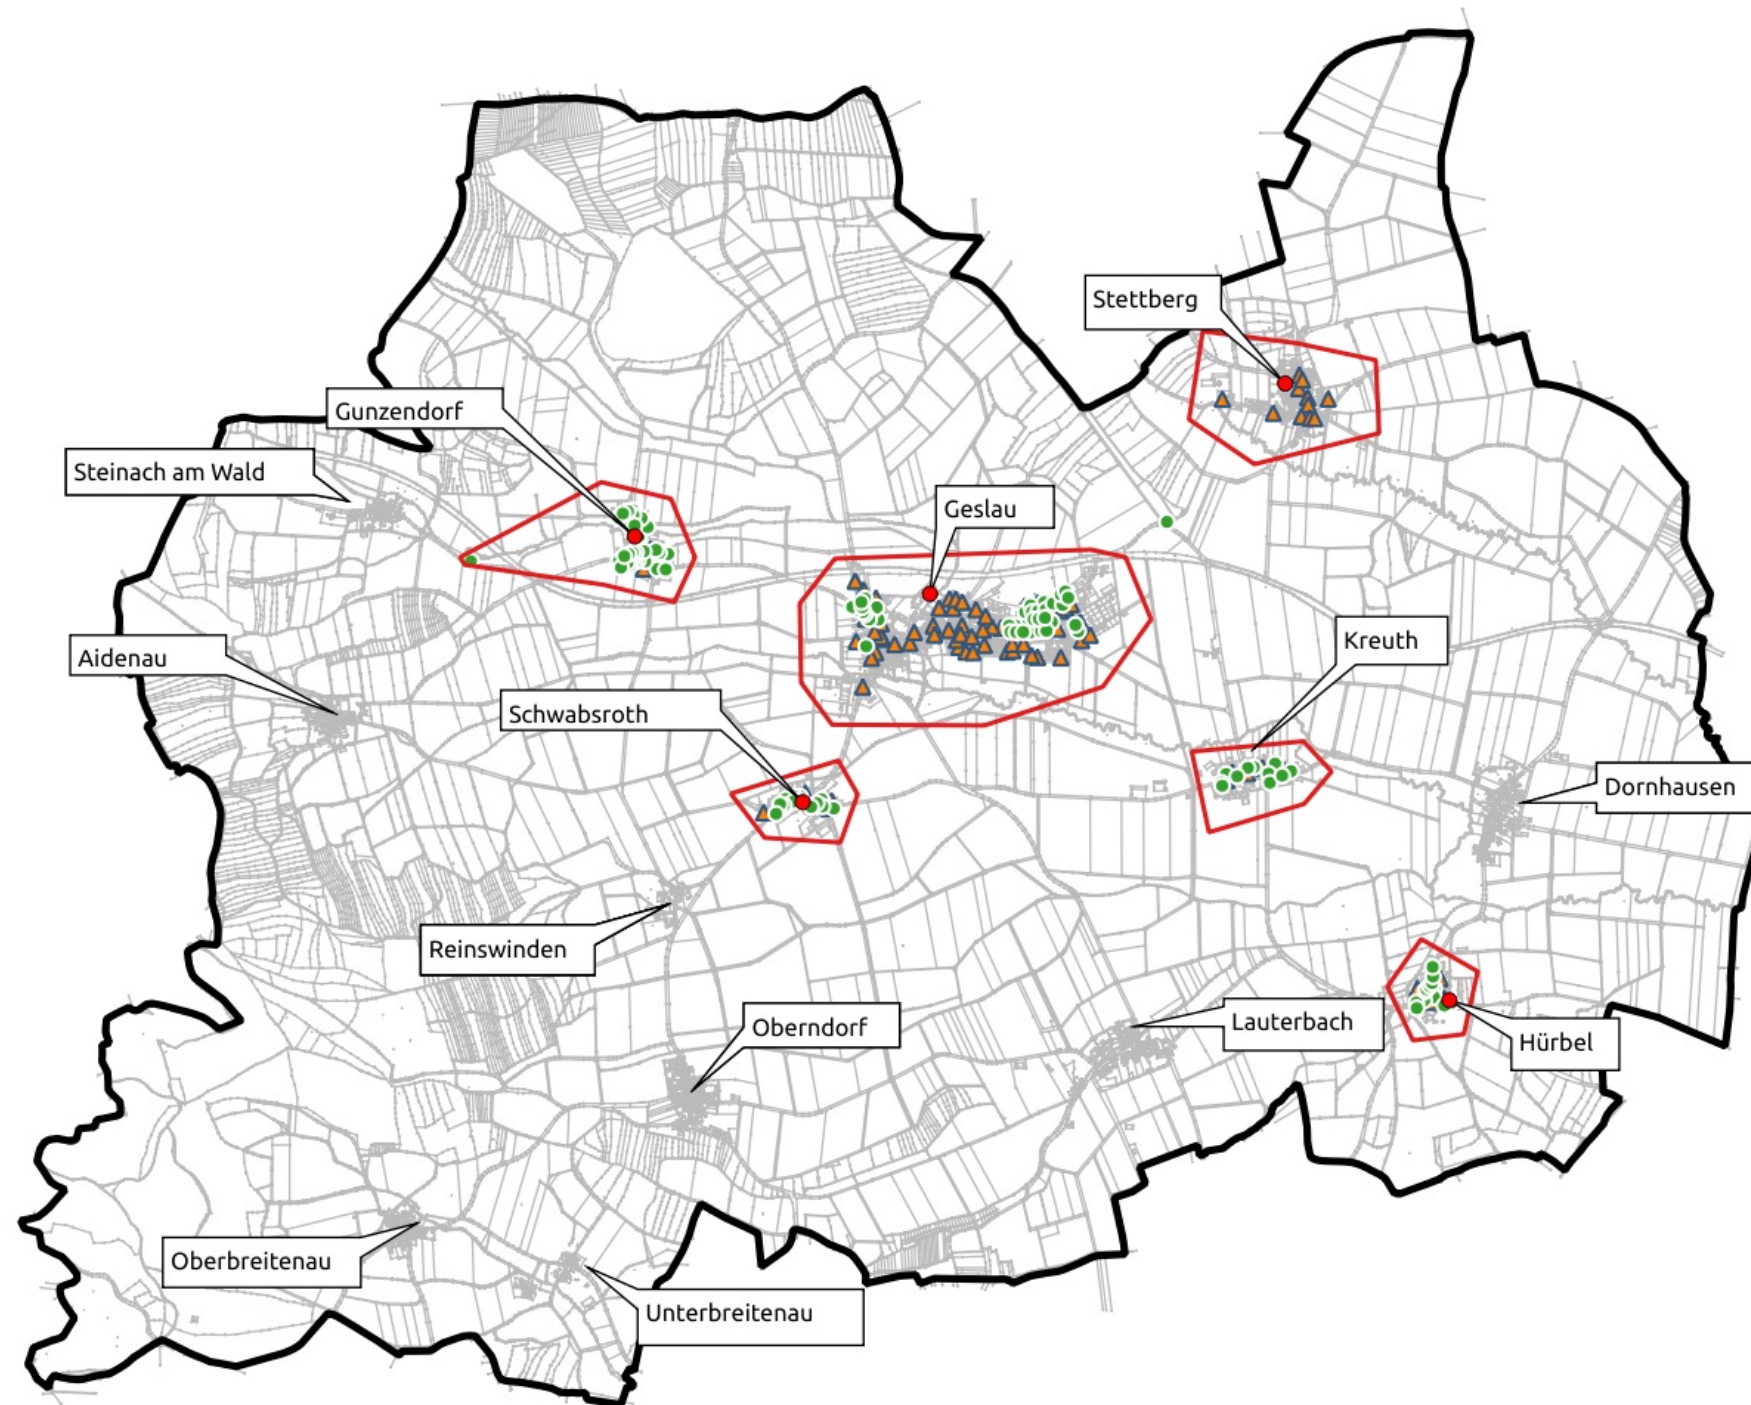 Stettberg
Gunzendorf
Steinach am Wald
Geslau
Kreuth
Aidenau
Schwabsroth
Dornhausen
Reinswinden
Oberndorf
Lauterbach
Hürbel
Oberbreitenau
Unterbreitenau